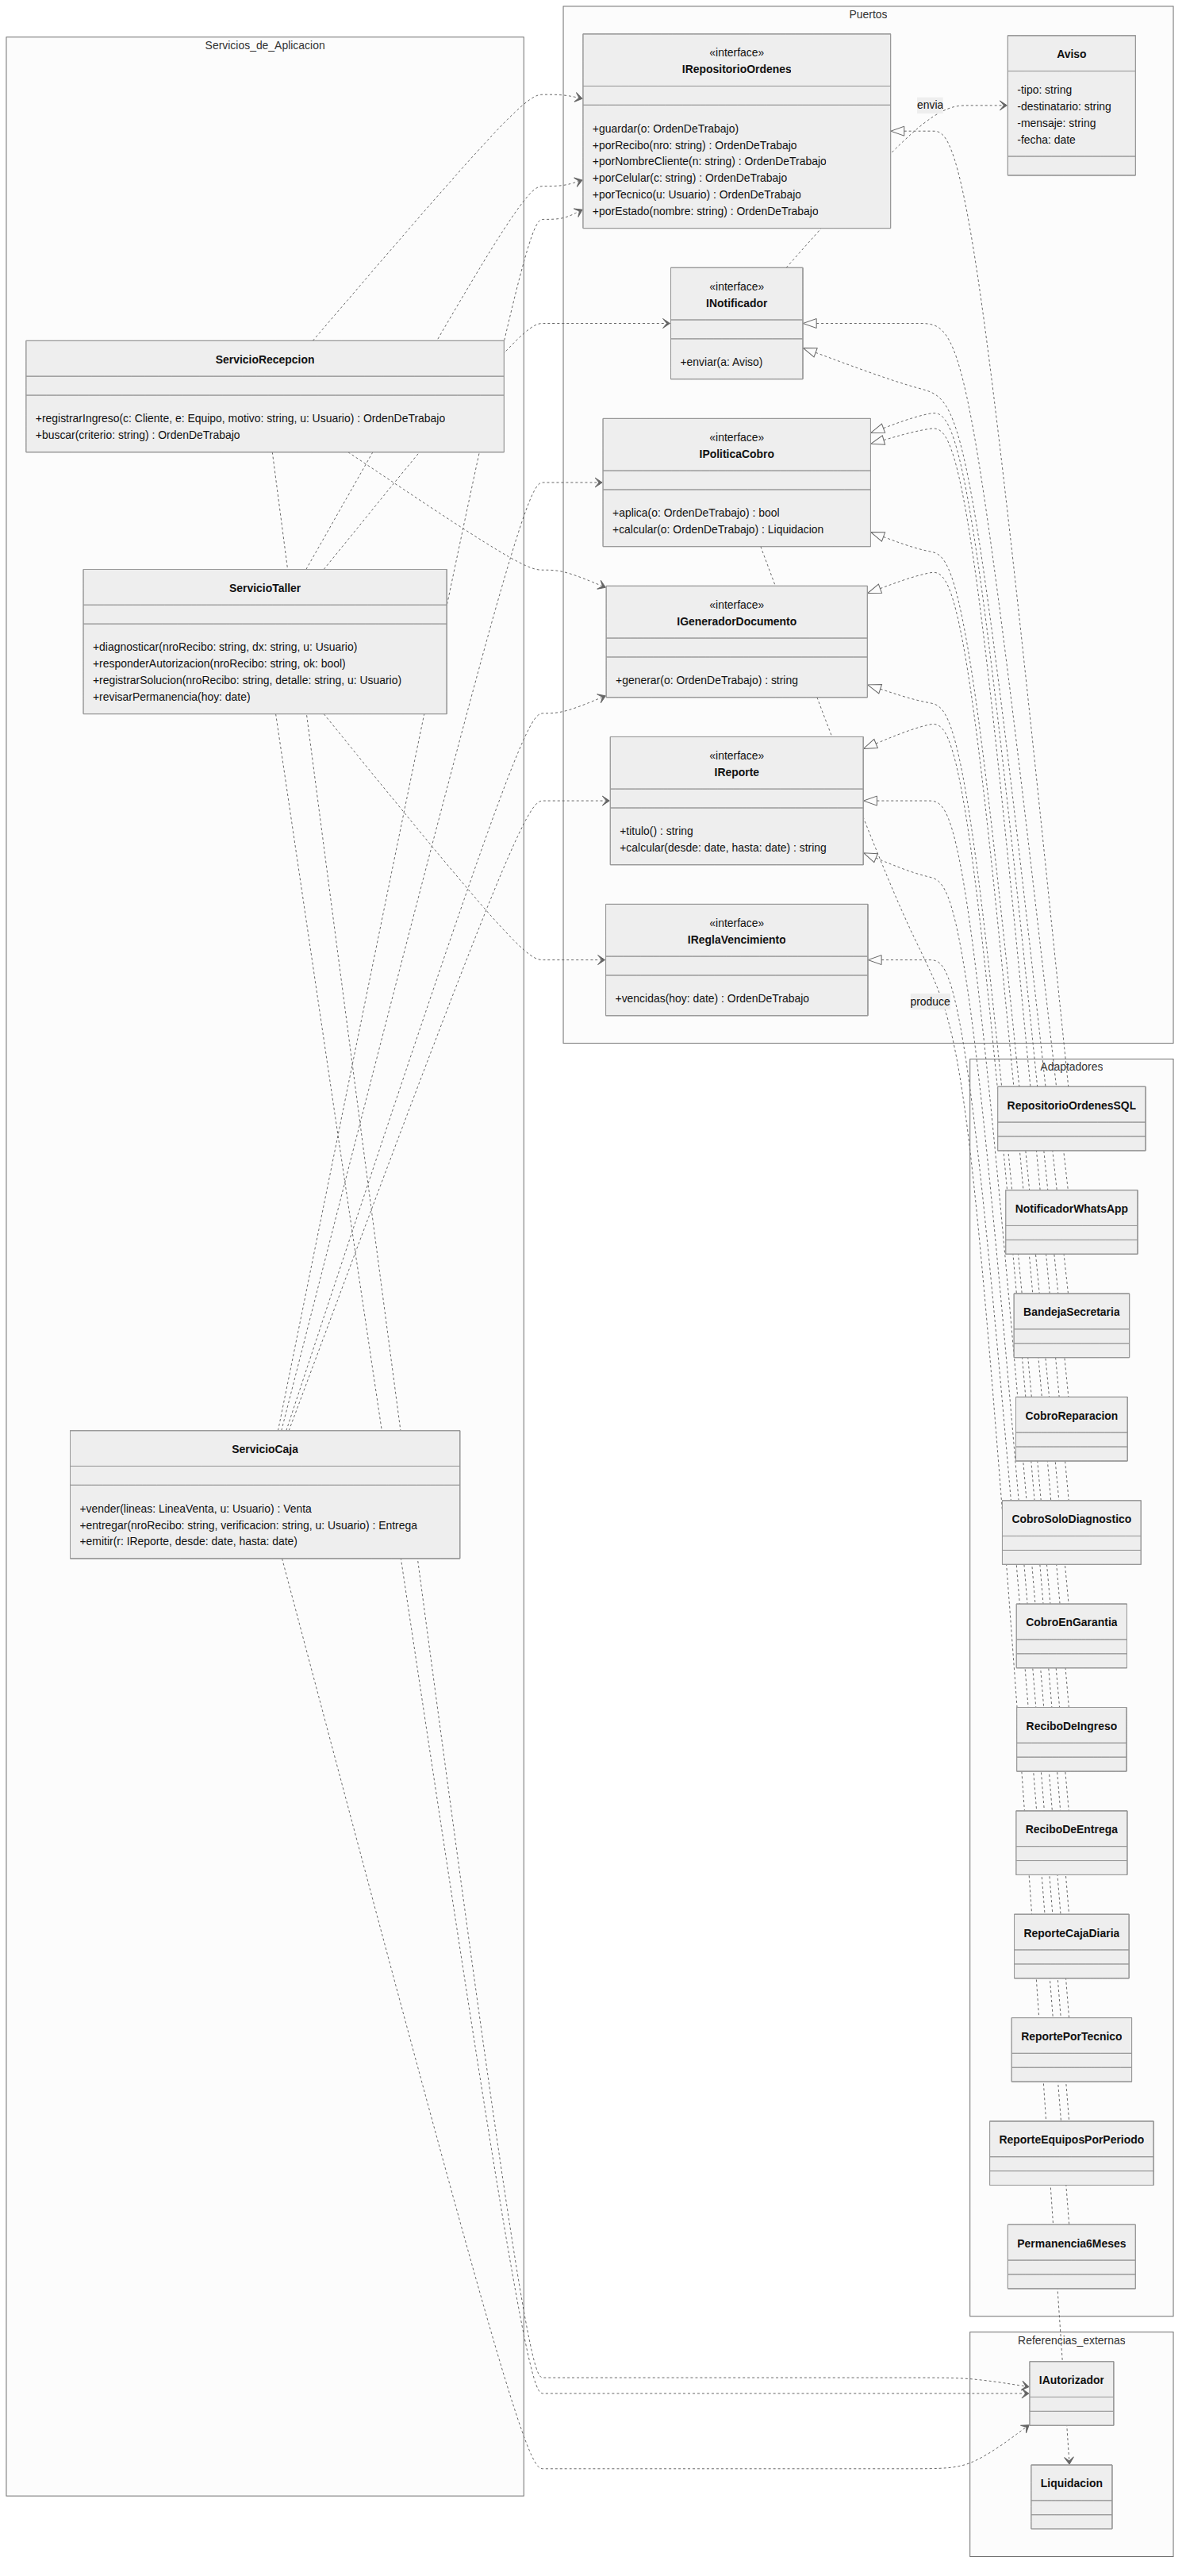 Servicios_de_Aplicacion
ServicioRecepcion
+registrarIngreso(c: Cliente, e: Equipo, motivo: string, u: Usuario) : OrdenDeTrabajo
+buscar(criterio: string) : OrdenDeTrabajo
ServicioTaller
+diagnosticar(nroRecibo: string, dx: string, u: Usuario)
+responderAutorizacion(nroRecibo: string, ok: bool)
+registrarSolucion(nroRecibo: string, detalle: string, u: Usuario)
+revisarPermanencia(hoy: date)
ServicioCaja
+vender(lineas: LineaVenta, u: Usuario) : Venta
+entregar(nroRecibo: string, verificacion: string, u: Usuario) : Entrega
+emitir(r: IReporte, desde: date, hasta: date)
Puertos
«interface»
IRepositorioOrdenes
+guardar(o: OrdenDeTrabajo)
+porRecibo(nro: string) : OrdenDeTrabajo
+porNombreCliente(n: string) : OrdenDeTrabajo
+porCelular(c: string) : OrdenDeTrabajo
+porTecnico(u: Usuario) : OrdenDeTrabajo
+porEstado(nombre: string) : OrdenDeTrabajo
envia
Aviso
-tipo: string
-destinatario: string
-mensaje: string
-fecha: date
«interface»
INotificador
+enviar(a: Aviso)
«interface»
IPoliticaCobro
+aplica(o: OrdenDeTrabajo) : bool
+calcular(o: OrdenDeTrabajo) : Liquidacion
«interface»
IGeneradorDocumento
+generar(o: OrdenDeTrabajo) : string
«interface»
IReporte
+titulo() : string
+calcular(desde: date, hasta: date) : string
«interface»
IReglaVencimiento
+vencidas(hoy: date) : OrdenDeTrabajo
produce
Adaptadores
RepositorioOrdenesSQL
NotificadorWhatsApp
BandejaSecretaria
CobroReparacion
CobroSoloDiagnostico
CobroEnGarantia
ReciboDeIngreso
ReciboDeEntrega
ReporteCajaDiaria
ReportePorTecnico
ReporteEquiposPorPeriodo
Permanencia6Meses
Referencias_externas
IAutorizador
Liquidacion